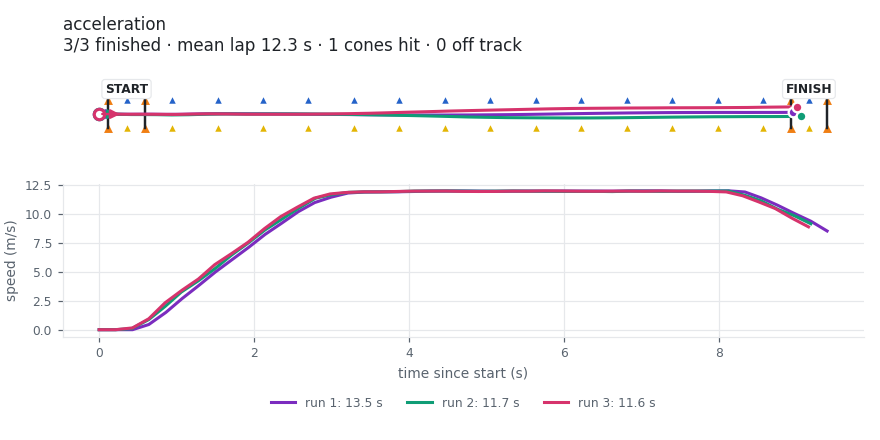 acceleration
3/3 finished · mean lap 12.3 s · 1 cones hit · 0 off track
START
FINISH
12.5
10.0
7.5
5.0
2.5
0.0
speed (m/s)
0
2
4
6
8
time since start (s)
run 1: 13.5 s
run 2: 11.7 s
run 3: 11.6 s